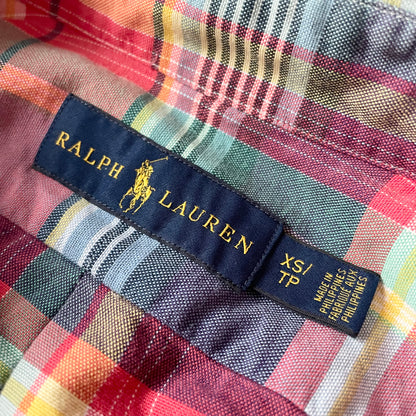 RALPH LAUREN
XS/
TP
MADE IN
PHILIPPINES
FABRIQUÉ AUX
PHILIPPINES